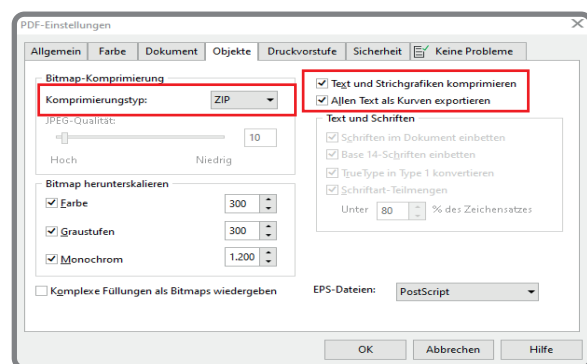 PDF-Einstellungen
Allgemein Farbe Dokument Objekte Druckvorstufe Sicherheit Keine Probleme
Bitmap-Komprimierung
Komprimierungstyp: ZIP
JPEG-Qualität:
10
Hoch Niedrig
Bitmap herunterskalieren
Farbe 300
Graustufen 300
Monochrom 1.200
Komplexe Füllungen als Bitmaps wiedergeben
Text und Strichgrafiken komprimieren
Allen Text als Kurven exportieren
Text und Schriften
Schriften im Dokument einbetten
Base 14-Schriften einbetten
TrueType in Type 1 konvertieren
Schriftart-Teilmengen
Unter 80 % des Zeichensatzes
EPS-Dateien: PostScript
OK Abbrechen Hilfe